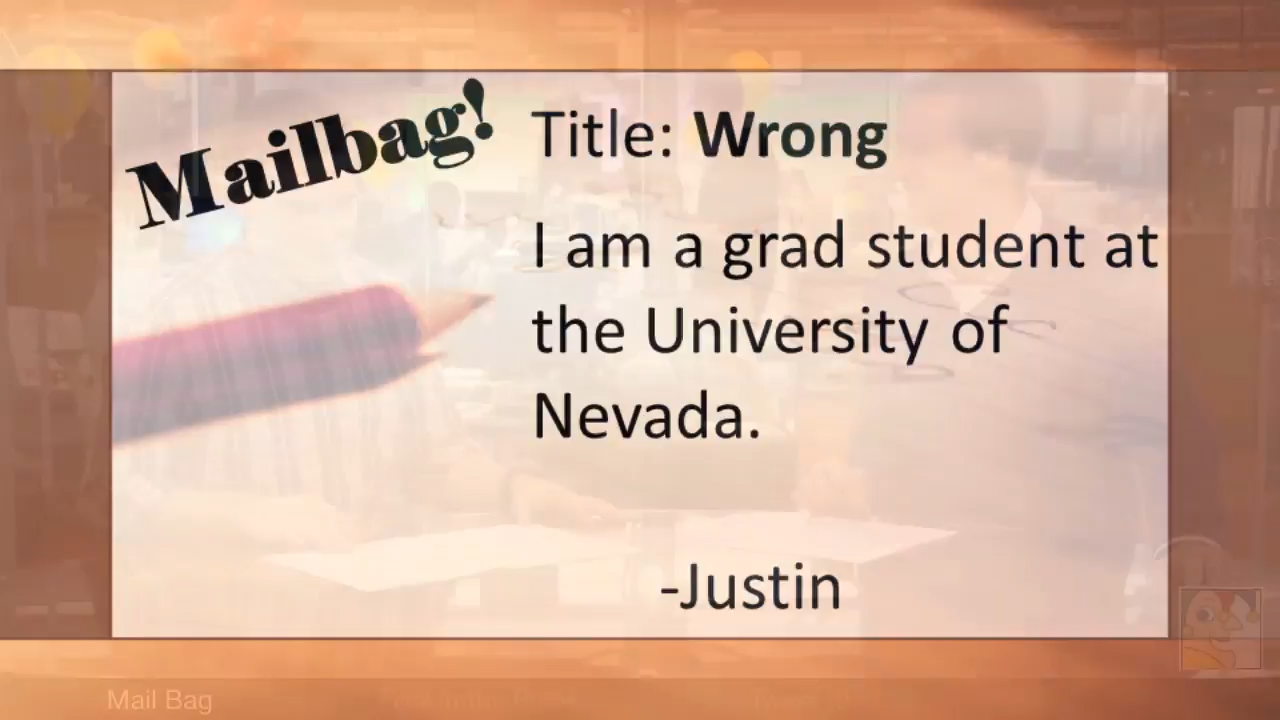 Mailbag!
Title: Wrong
I am a grad student at
the University of
Nevada.
-Justin
Mail Bag